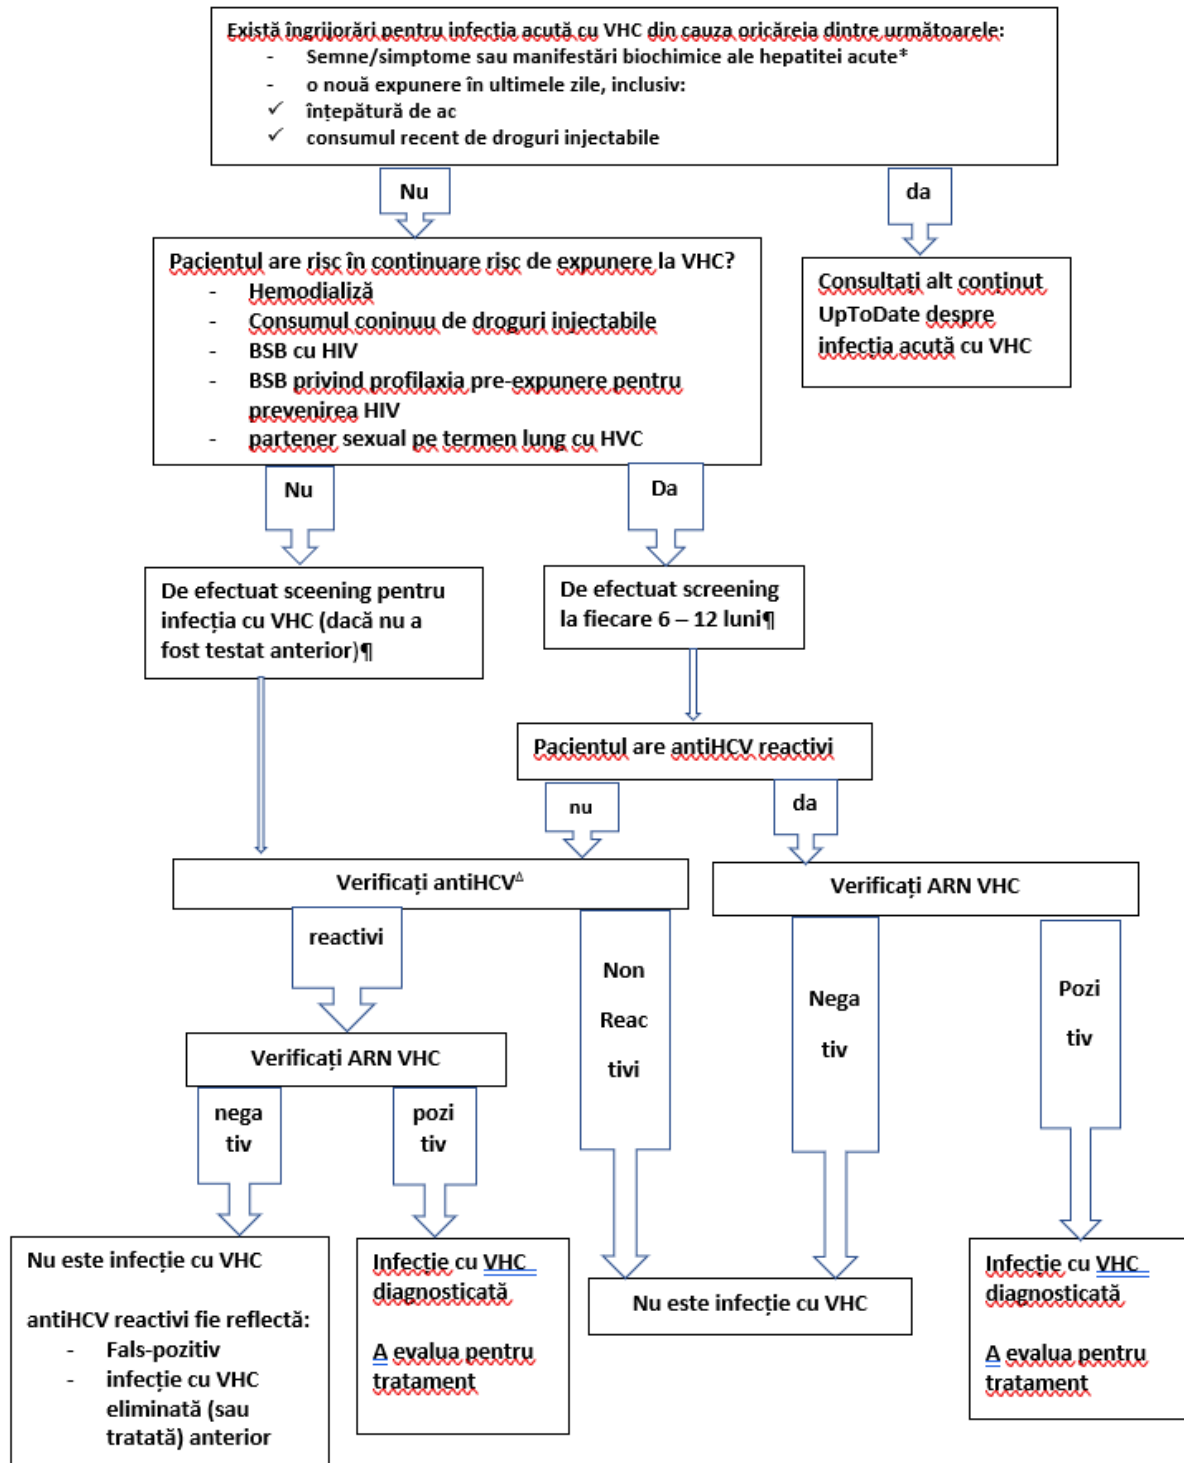 Există îngrijorări pentru infecția acută cu VHC din cauza oricăreia dintre următoarele:
- Semne/simptome sau manifestări biochimice ale hepatitei acute*
- o nouă expunere în ultimele zile, inclusiv:
✓ înțepătură de ac
✓ consumul recent de droguri injectabile
Nu
da
Pacientul are risc în continuare risc de expunere la VHC?
- Hemodializă
- Consumul coninuu de droguri injectabile
- BSB cu HIV
- BSB privind profilaxia pre-expunere pentru
prevenirea HIV
- partener sexual pe termen lung cu HVC
Consultați alt conținut
UpToDate despre
infecția acută cu VHC
Nu
Da
De efectuat sceening pentru
infecția cu VHC (dacă nu a
fost testat anterior)¶
De efectuat screening
la fiecare 6 – 12 luni¶
Pacientul are antiHCV reactivi
nu
da
Verificați antiHCVΔ
Verificați ARN VHC
reactivi
Non
Reac
tivi
Nega
tiv
Pozi
tiv
Verificați ARN VHC
nega
tiv
pozi
tiv
Nu este infecție cu VHC
antiHCV reactivi fie reflectă:
- Fals-pozitiv
- infecție cu VHC
eliminată (sau
tratată) anterior
Infecție cu VHC
diagnosticată
A evalua pentru
tratament
Nu este infecție cu VHC
Infecție cu VHC
diagnosticată
A evalua pentru
tratament